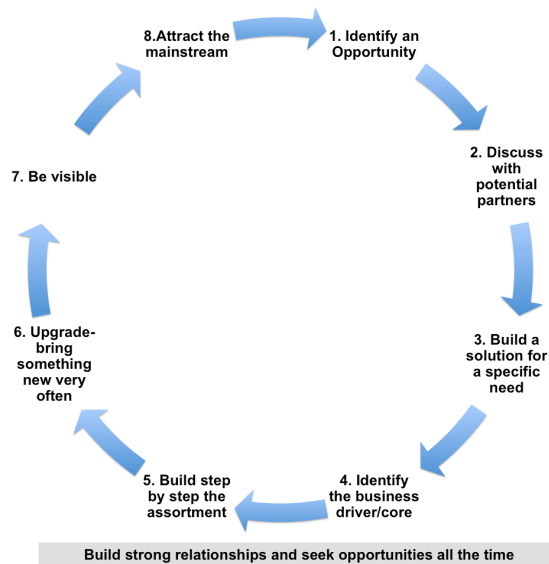 1. Identify an
Opportunity
2. Discuss
with
potential
partners
3. Build a
solution for
a specific
need
4. Identify
the business
driver/core
5. Build step
by step the
assortment
6. Upgrade-
bring
something
new very
often
7. Be visible
8.Attract the
mainstream
Build strong relationships and seek opportunities all the time